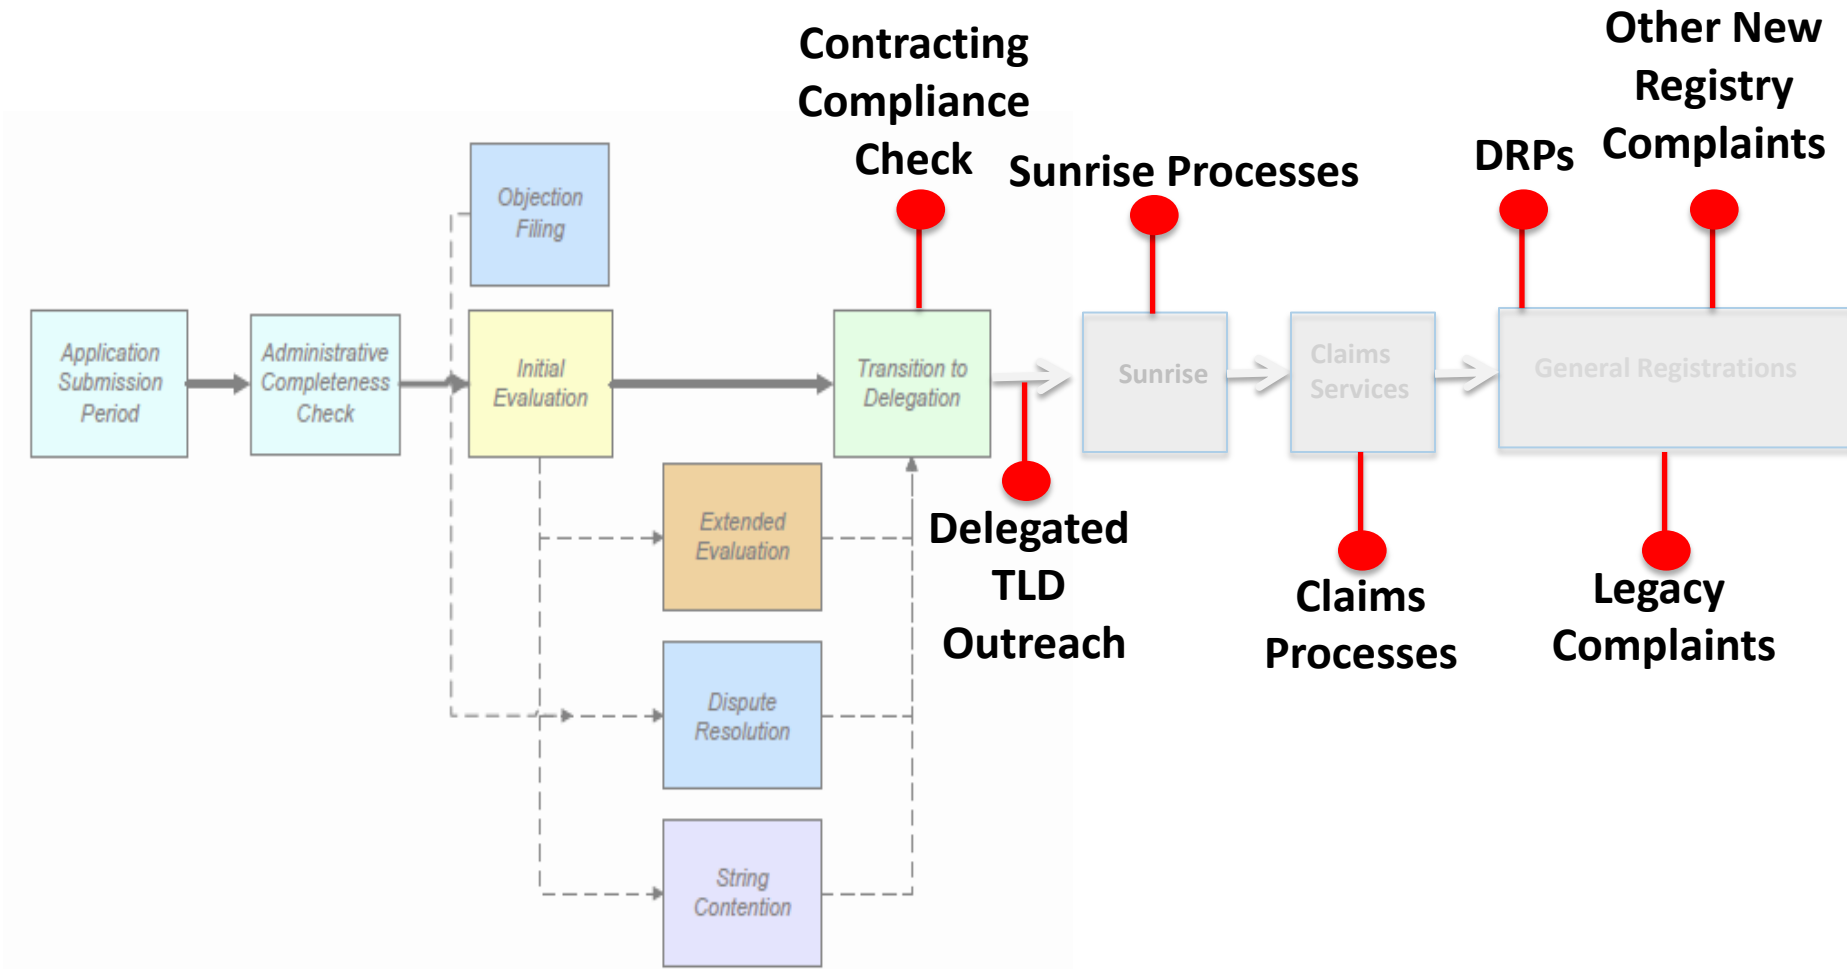 Contracting
Compliance
Check
Sunrise Processes
DRPs
Other New
Registry
Complaints
Objection
Filing
Application
Submission
Period
Administrative
Completeness
Check
Initial
Evaluation
Transition to
Delegation
Sunrise
Claims
Services
General Registrations
Extended
Evaluation
Delegated
TLD
Outreach
Claims
Processes
Legacy
Complaints
Dispute
Resolution
String
Contention